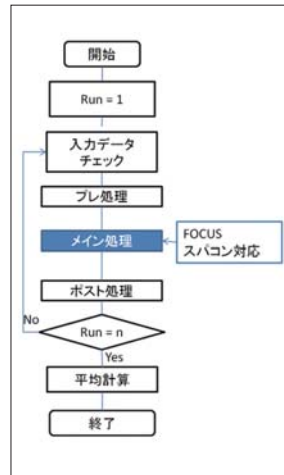 開始
Run = 1
入力データ
チェック
プレ処理
メイン処理
FOCUS
スパコン対応
ポスト処理
No
Run = n
Yes
平均計算
終了